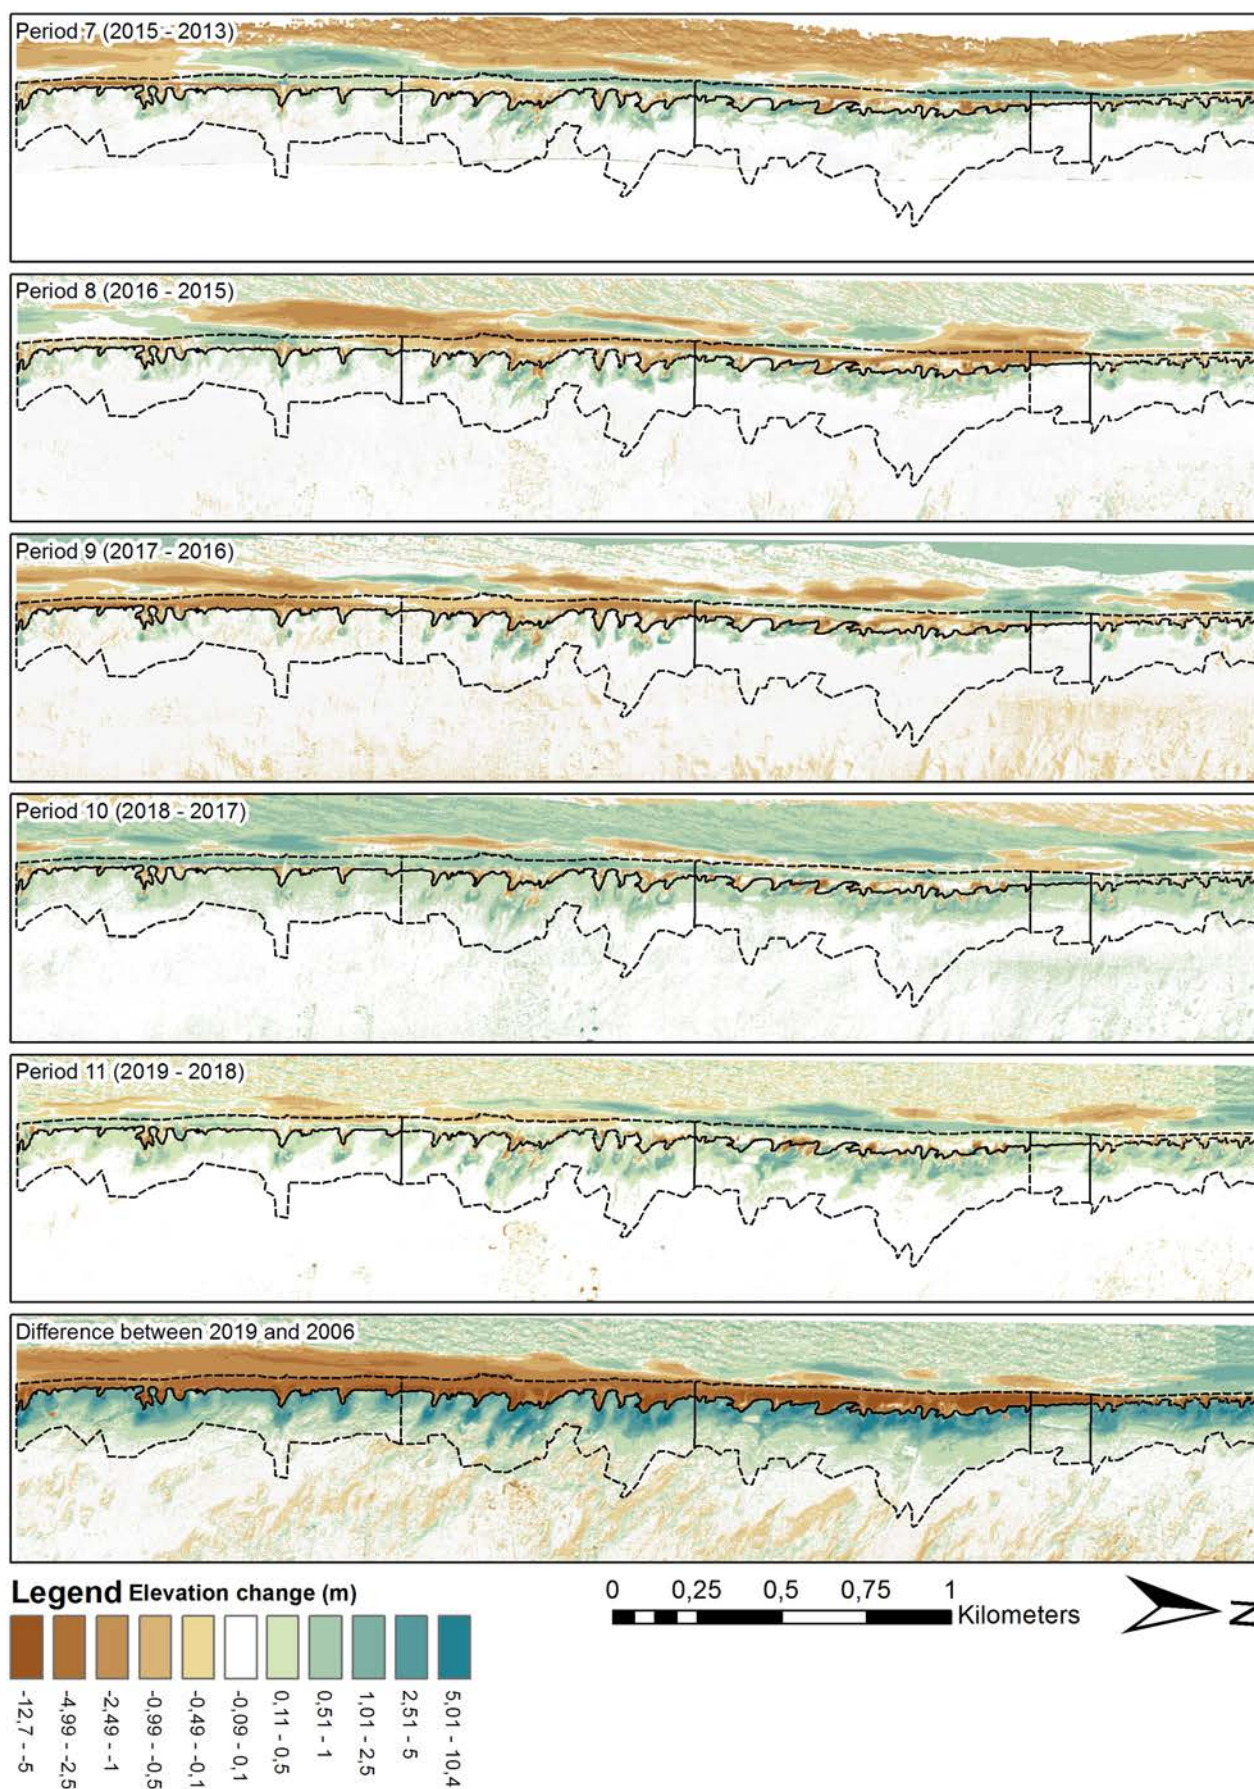 Period 7 (2015 - 2013)
Period 8 (2016 - 2015)
Period 9 (2017 - 2016)
Period 10 (2018 - 2017)
Period 11 (2019 - 2018)
Difference between 2019 and 2006
Legend Elevation change (m)
-12,7 - -5
-4,99 - -2,5
-2,49 - -1
-0,99 - -0,5
-0,49 - -0,1
-0,09 - 0,1
0,11 - 0,5
0,51 - 1
1,01 - 2,5
2,51 - 5
5,01 - 10,4
0 0,25 0,5 0,75 1
Kilometers
N